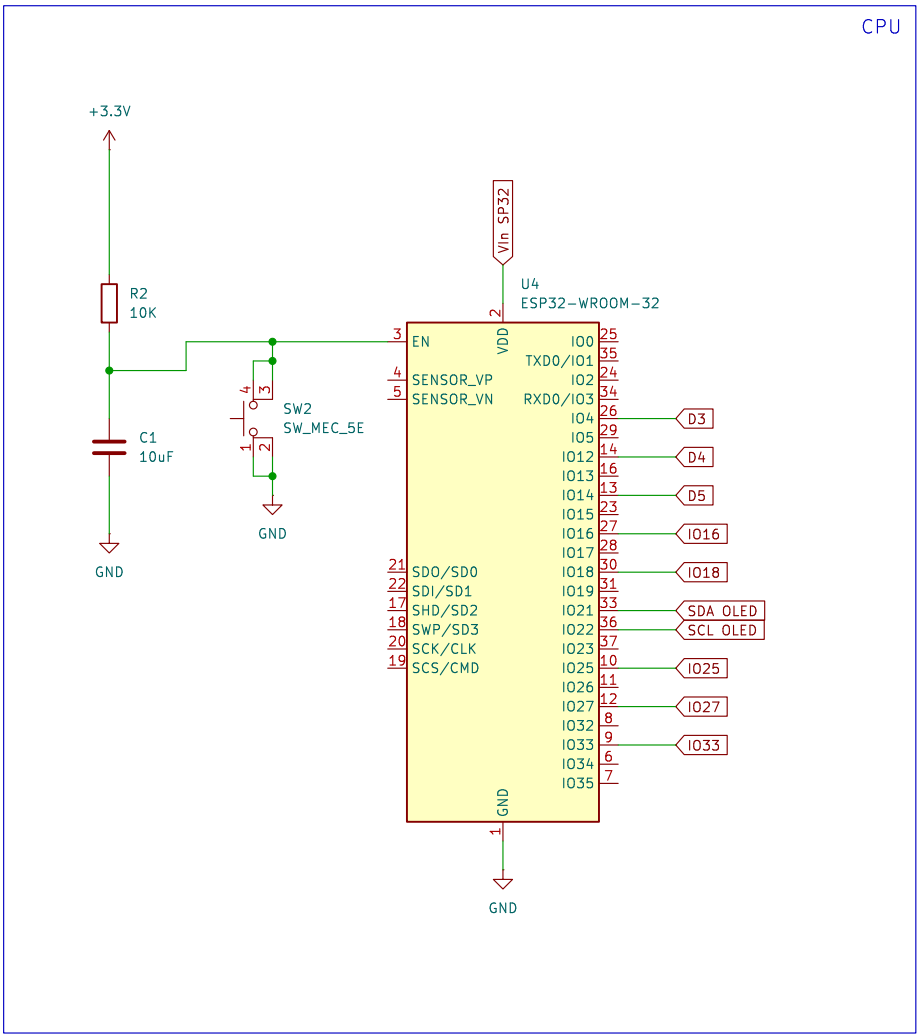 CPU
+3.3V
VIn SP32
U4
ESP32-WROOM-32
R2
10K
2
VDD
3 EN
4 SENSOR_VP
5 SENSOR_VN
21 SDO/SD0
22 SDI/SD1
17 SHD/SD2
18 SWP/SD3
20 SCK/CLK
19 SCS/CMD
IO0 25
TXD0/IO1 35
IO2 24
RXD0/IO3 34
IO4 26 D3
IO5 29
IO12 14 D4
IO13 16
IO14 13 D5
IO15 23
IO16 27 IO16
IO17 28
IO18 30 IO18
IO19 31
IO21 33 SDA OLED
IO22 36 SCL OLED
IO23 37
IO25 10 IO25
IO26 11
IO27 12 IO27
IO32 8
IO33 9 IO33
IO34 6
IO35 7
4 3
SW2
SW_MEC_5E
1 2
GND
C1
10uF
GND
GND
1
GND